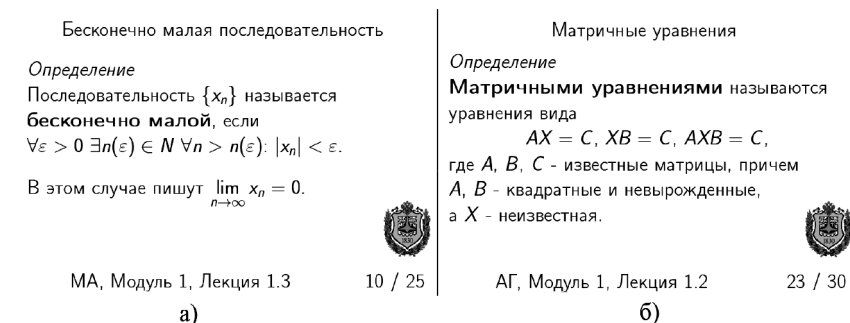 Бесконечно малая последовательность
Определение
Последовательность {xₙ} называется
бесконечно малой, если
∀ε > 0 ∃n(ε) ∈ N ∀n > n(ε): |xₙ| < ε.
В этом случае пишут lim xₙ = 0.
n→∞
МА, Модуль 1, Лекция 1.3 10 / 25
а)
Матричные уравнения
Определение
Матричными уравнениями называются
уравнения вида
AX = C, XB = C, AXB = C,
где A, B, C - известные матрицы, причем
A, B - квадратные и невырожденные,
а X - неизвестная.
АГ, Модуль 1, Лекция 1.2 23 / 30
б)